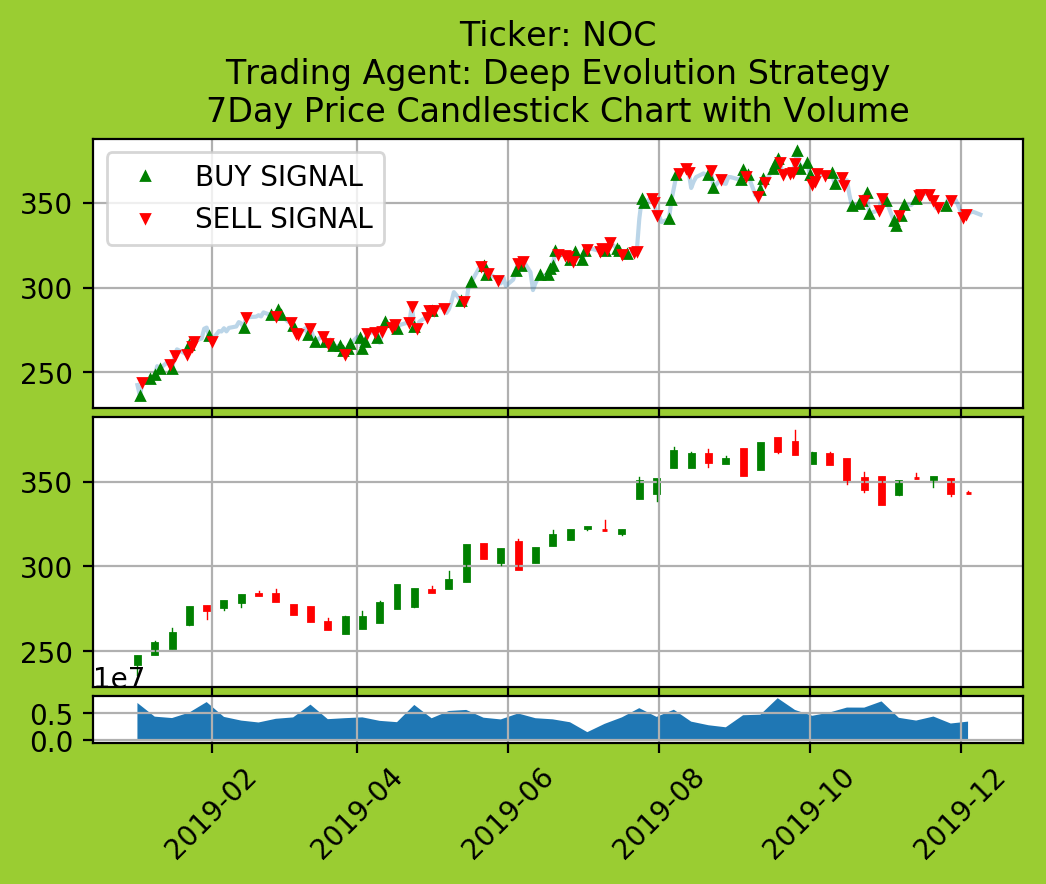 Ticker: NOC
Trading Agent: Deep Evolution Strategy
7Day Price Candlestick Chart with Volume
BUY SIGNAL
SELL SIGNAL
350
300
250
350
300
250
1e7
0.5
0.0
2019-02
2019-04
2019-06
2019-08
2019-10
2019-12